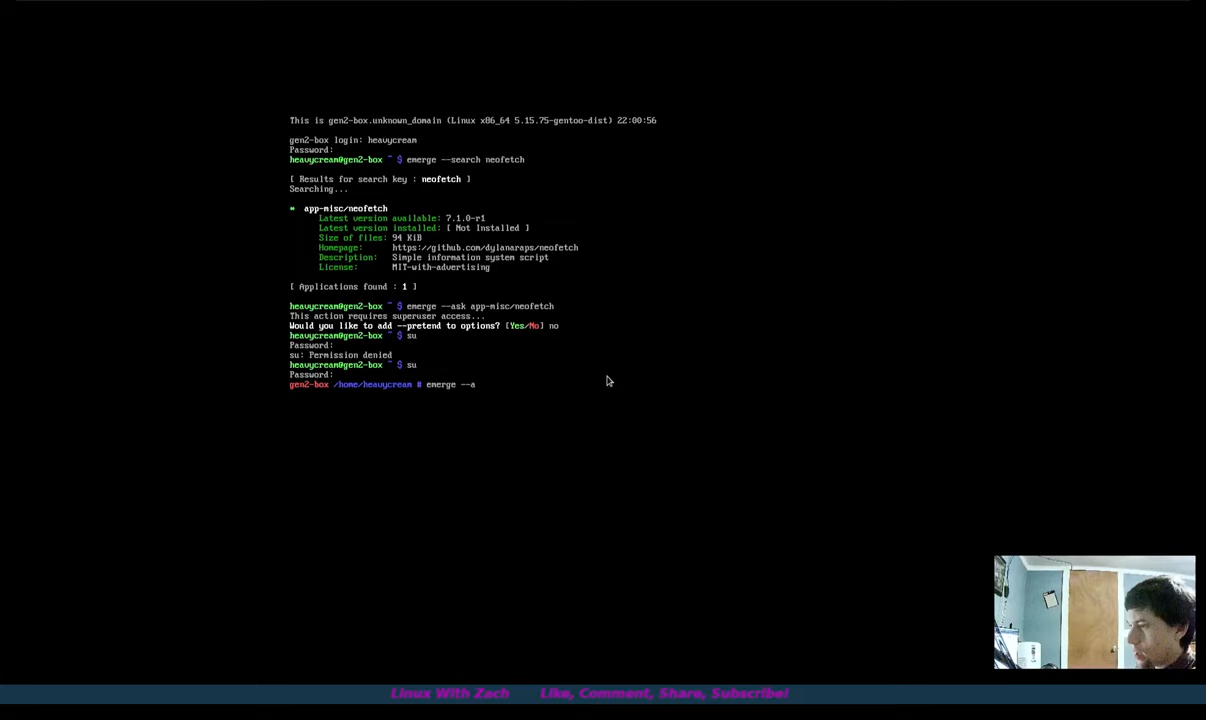 This is gen2-box.unknown_domain (Linux x86_64 5.15.75-gentoo-dist) 22:00:56
gen2-box login: heavycream
Password:
heavycream@gen2-box ~ $ emerge --search neofetch
[ Results for search key : neofetch ]
Searching...
* app-misc/neofetch
Latest version available: 7.1.0-r1
Latest version installed: [ Not Installed ]
Size of files: 94 KiB
Homepage: https://github.com/dylanaraps/neofetch
Description: Simple information system script
License: MIT-with-advertising
[ Applications found : 1 ]
heavycream@gen2-box ~ $ emerge --ask app-misc/neofetch
This action requires superuser access...
Would you like to add --pretend to options? [Yes/No] no
heavycream@gen2-box ~ $ su
Password:
su: Permission denied
heavycream@gen2-box ~ $ su
Password:
gen2-box /home/heavycream # emerge --a
Linux With Zach Like, Comment, Share, Subscribe!